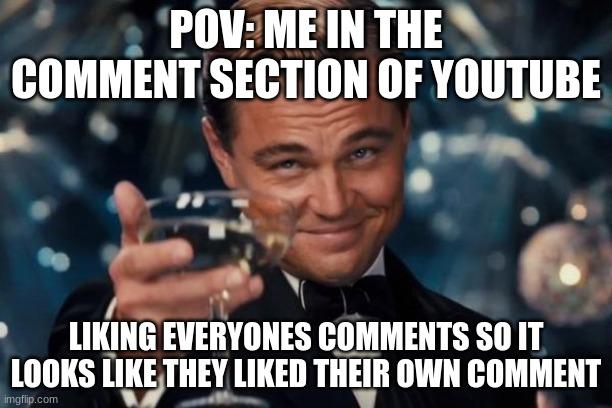 POV: ME IN THE
COMMENT SECTION OF YOUTUBE
LIKING EVERYONES COMMENTS SO IT
LOOKS LIKE THEY LIKED THEIR OWN COMMENT
imgflip.com